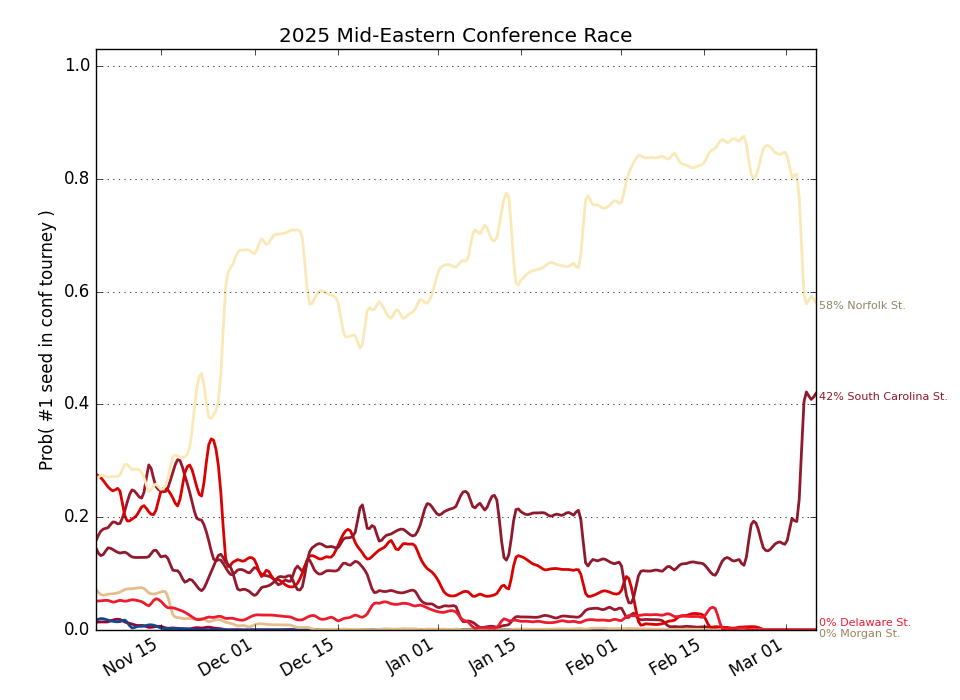 2025 Mid-Eastern Conference Race
Prob( #1 seed in conf tourney )
1.0
0.8
0.6
0.4
0.2
0.0
58% Norfolk St.
42% South Carolina St.
0% Delaware St.
0% Morgan St.
Nov 15
Dec 01
Dec 15
Jan 01
Jan 15
Feb 01
Feb 15
Mar 01